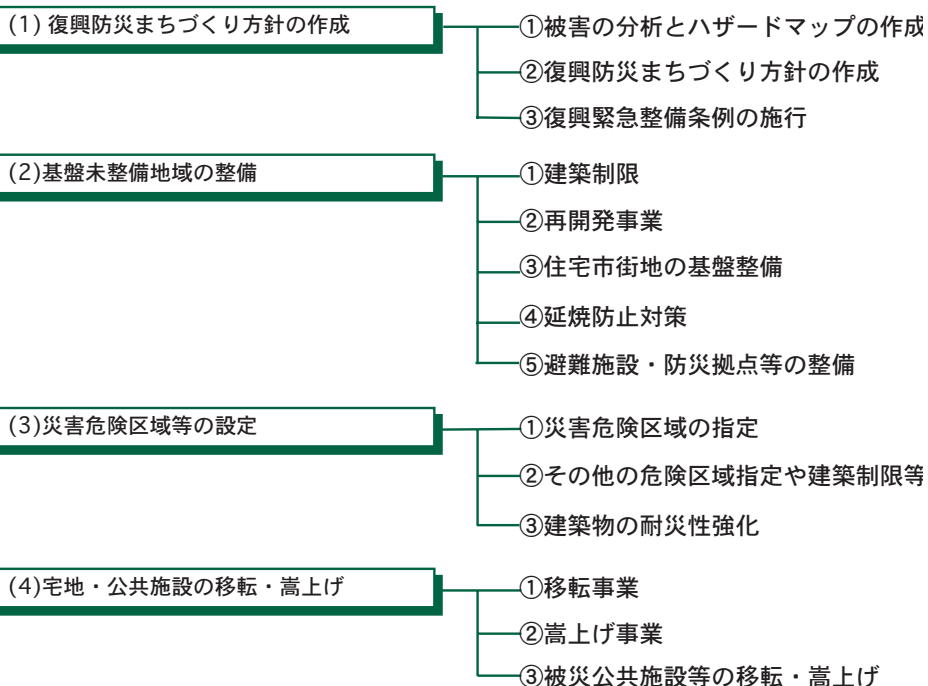 (1) 復興防災まちづくり方針の作成
①被害の分析とハザードマップの作成
②復興防災まちづくり方針の作成
③復興緊急整備条例の施行
(2)基盤未整備地域の整備
①建築制限
②再開発事業
③住宅市街地の基盤整備
④延焼防止対策
⑤避難施設・防災拠点等の整備
(3)災害危険区域等の設定
①災害危険区域の指定
②その他の危険区域指定や建築制限等
③建築物の耐災性強化
(4)宅地・公共施設の移転・嵩上げ
①移転事業
②嵩上げ事業
③被災公共施設等の移転・嵩上げ